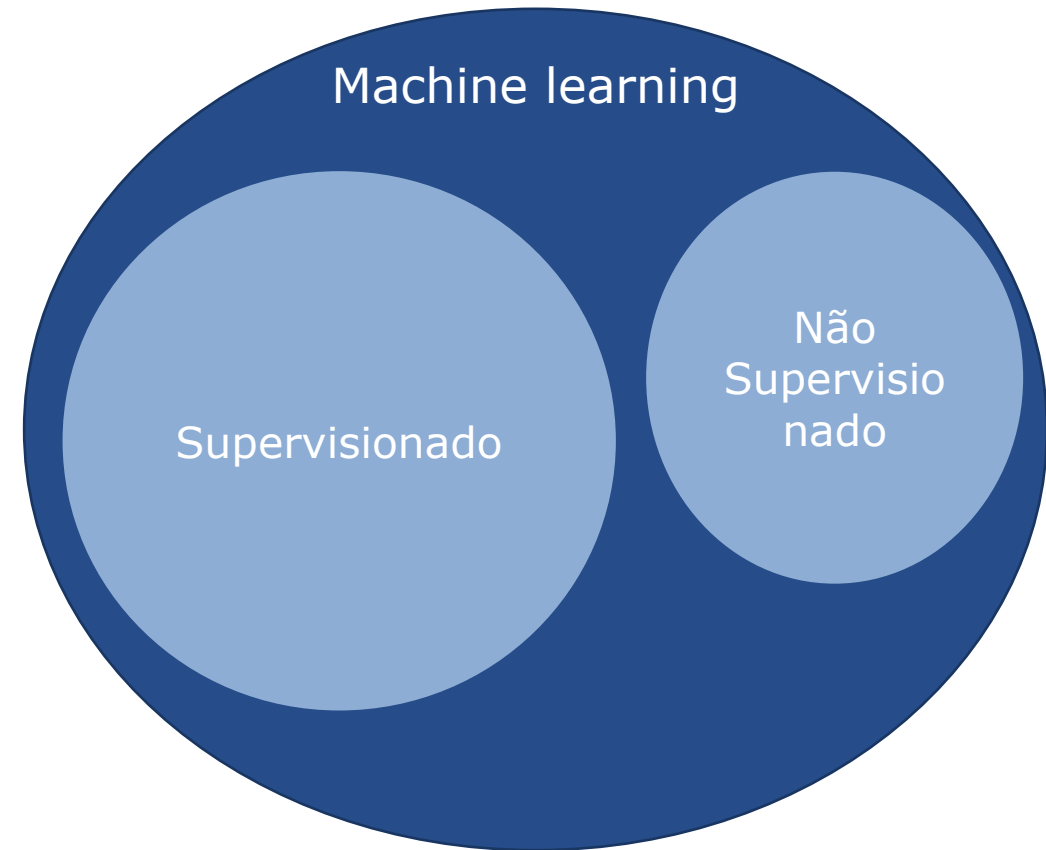 Machine learning
Supervisionado
Não
Supervisio
nado